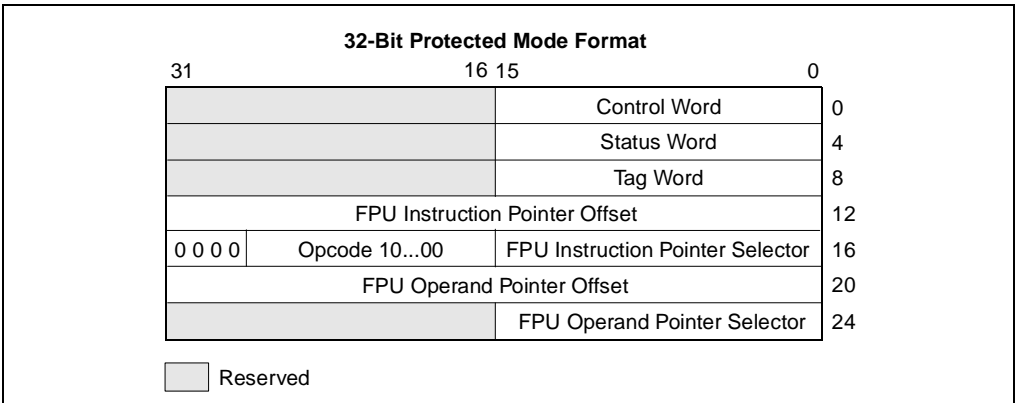 32-Bit Protected Mode Format
31 16 15 0
Control Word 0
Status Word 4
Tag Word 8
FPU Instruction Pointer Offset 12
0 0 0 0 Opcode 10...00 FPU Instruction Pointer Selector 16
FPU Operand Pointer Offset 20
FPU Operand Pointer Selector 24
Reserved